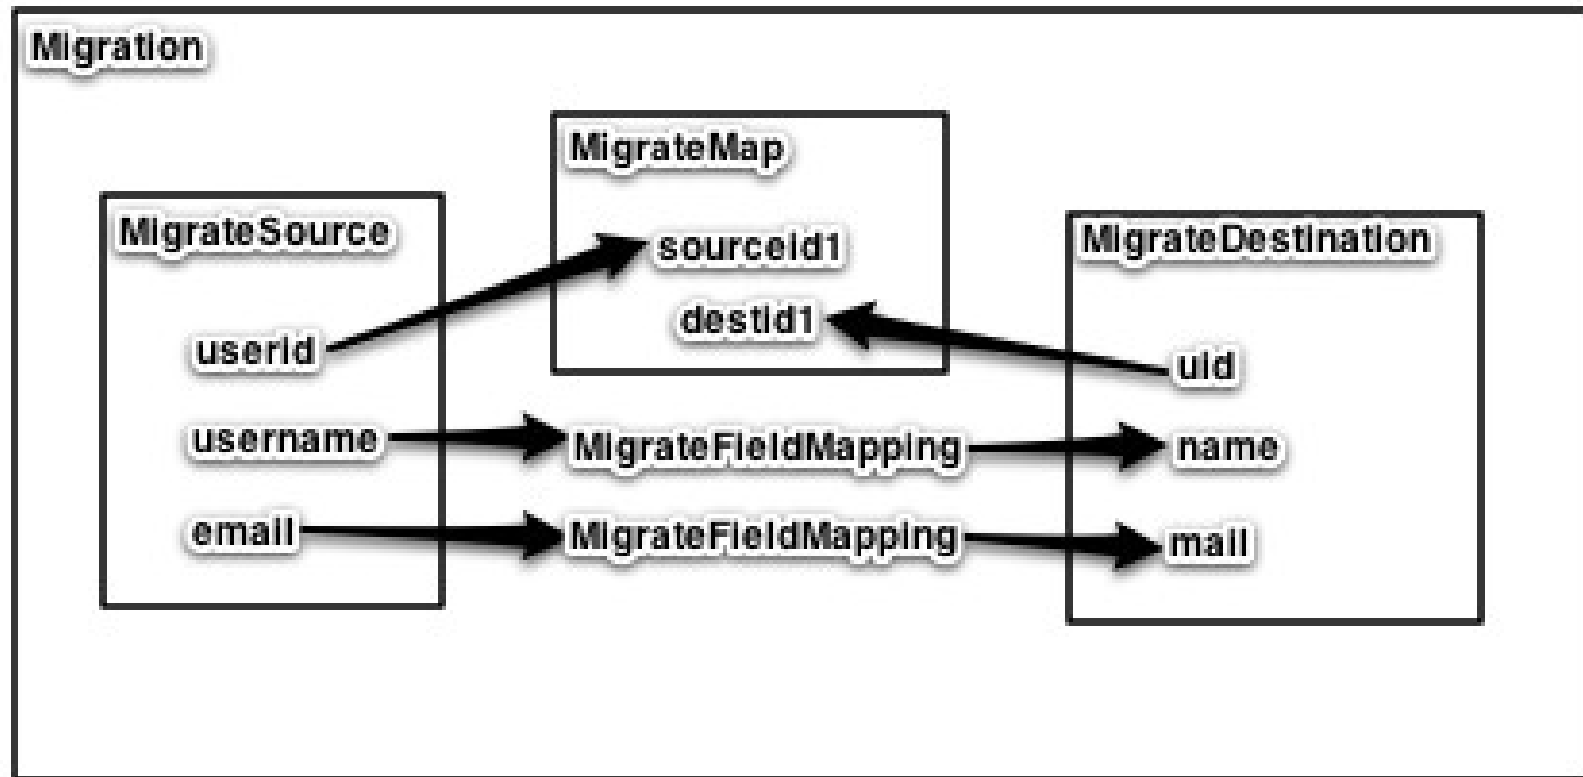 Migration
MigrateMap
MigrateSource
MigrateDestination
sourceid1
destid1
userid
uid
username
MigrateFieldMapping
name
email
MigrateFieldMapping
mail